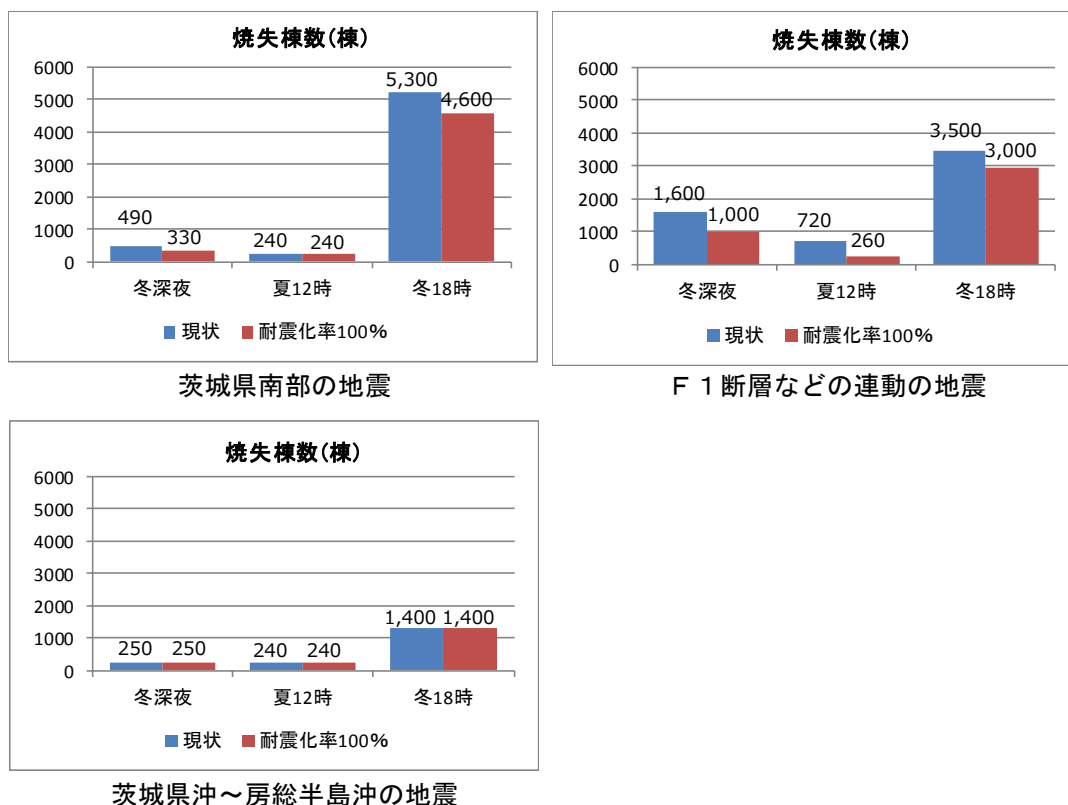 焼失棟数(棟)
6000
5000
4000
3000
2000
1000
0
490
330
240
240
5,300
4,600
冬深夜
夏12時
冬18時
現状
耐震化率100%
茨城県南部の地震
焼失棟数(棟)
6000
5000
4000
3000
2000
1000
0
1,600
1,000
720
260
3,500
3,000
冬深夜
夏12時
冬18時
現状
耐震化率100%
F1断層などの連動の地震
焼失棟数(棟)
6000
5000
4000
3000
2000
1000
0
250
250
240
240
1,400
1,400
冬深夜
夏12時
冬18時
現状
耐震化率100%
茨城県沖~房総半島沖の地震